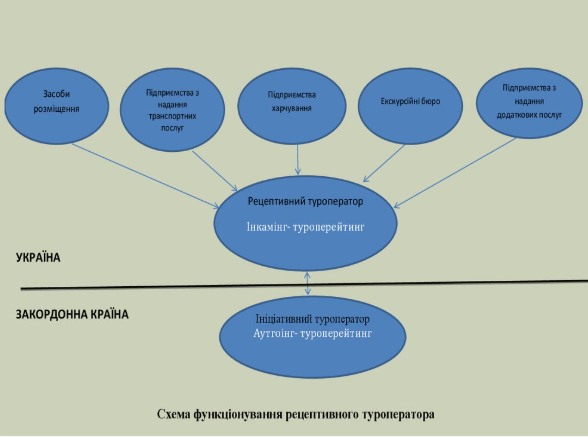 Засоби
розміщення
Підприємства з
надання
транспортних
послуг
Підприємства
харчування
Екскурсійні бюро
Підприємства з
надання
додаткових послуг
Рецептивний туроператор
Інкамінг- туроперейтинг
УКРАЇНА
ЗАКОРДОННА КРАЇНА
Ініціативний туроператор
Аутгоінг- туроперейтинг
Схема функціонування рецептивного туроператора